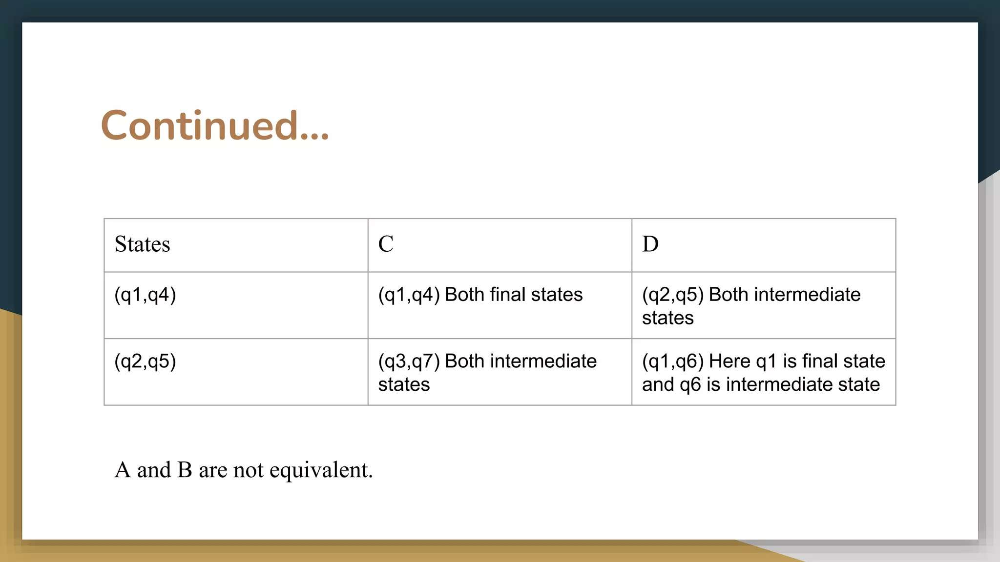 Continued...
States
C
D
(q1,q4)
(q1,q4) Both final states
(q2,q5) Both intermediate
states
(q2,q5)
(q3,q7) Both intermediate
states
(q1,q6) Here q1 is final state
and q6 is intermediate state
A and B are not equivalent.